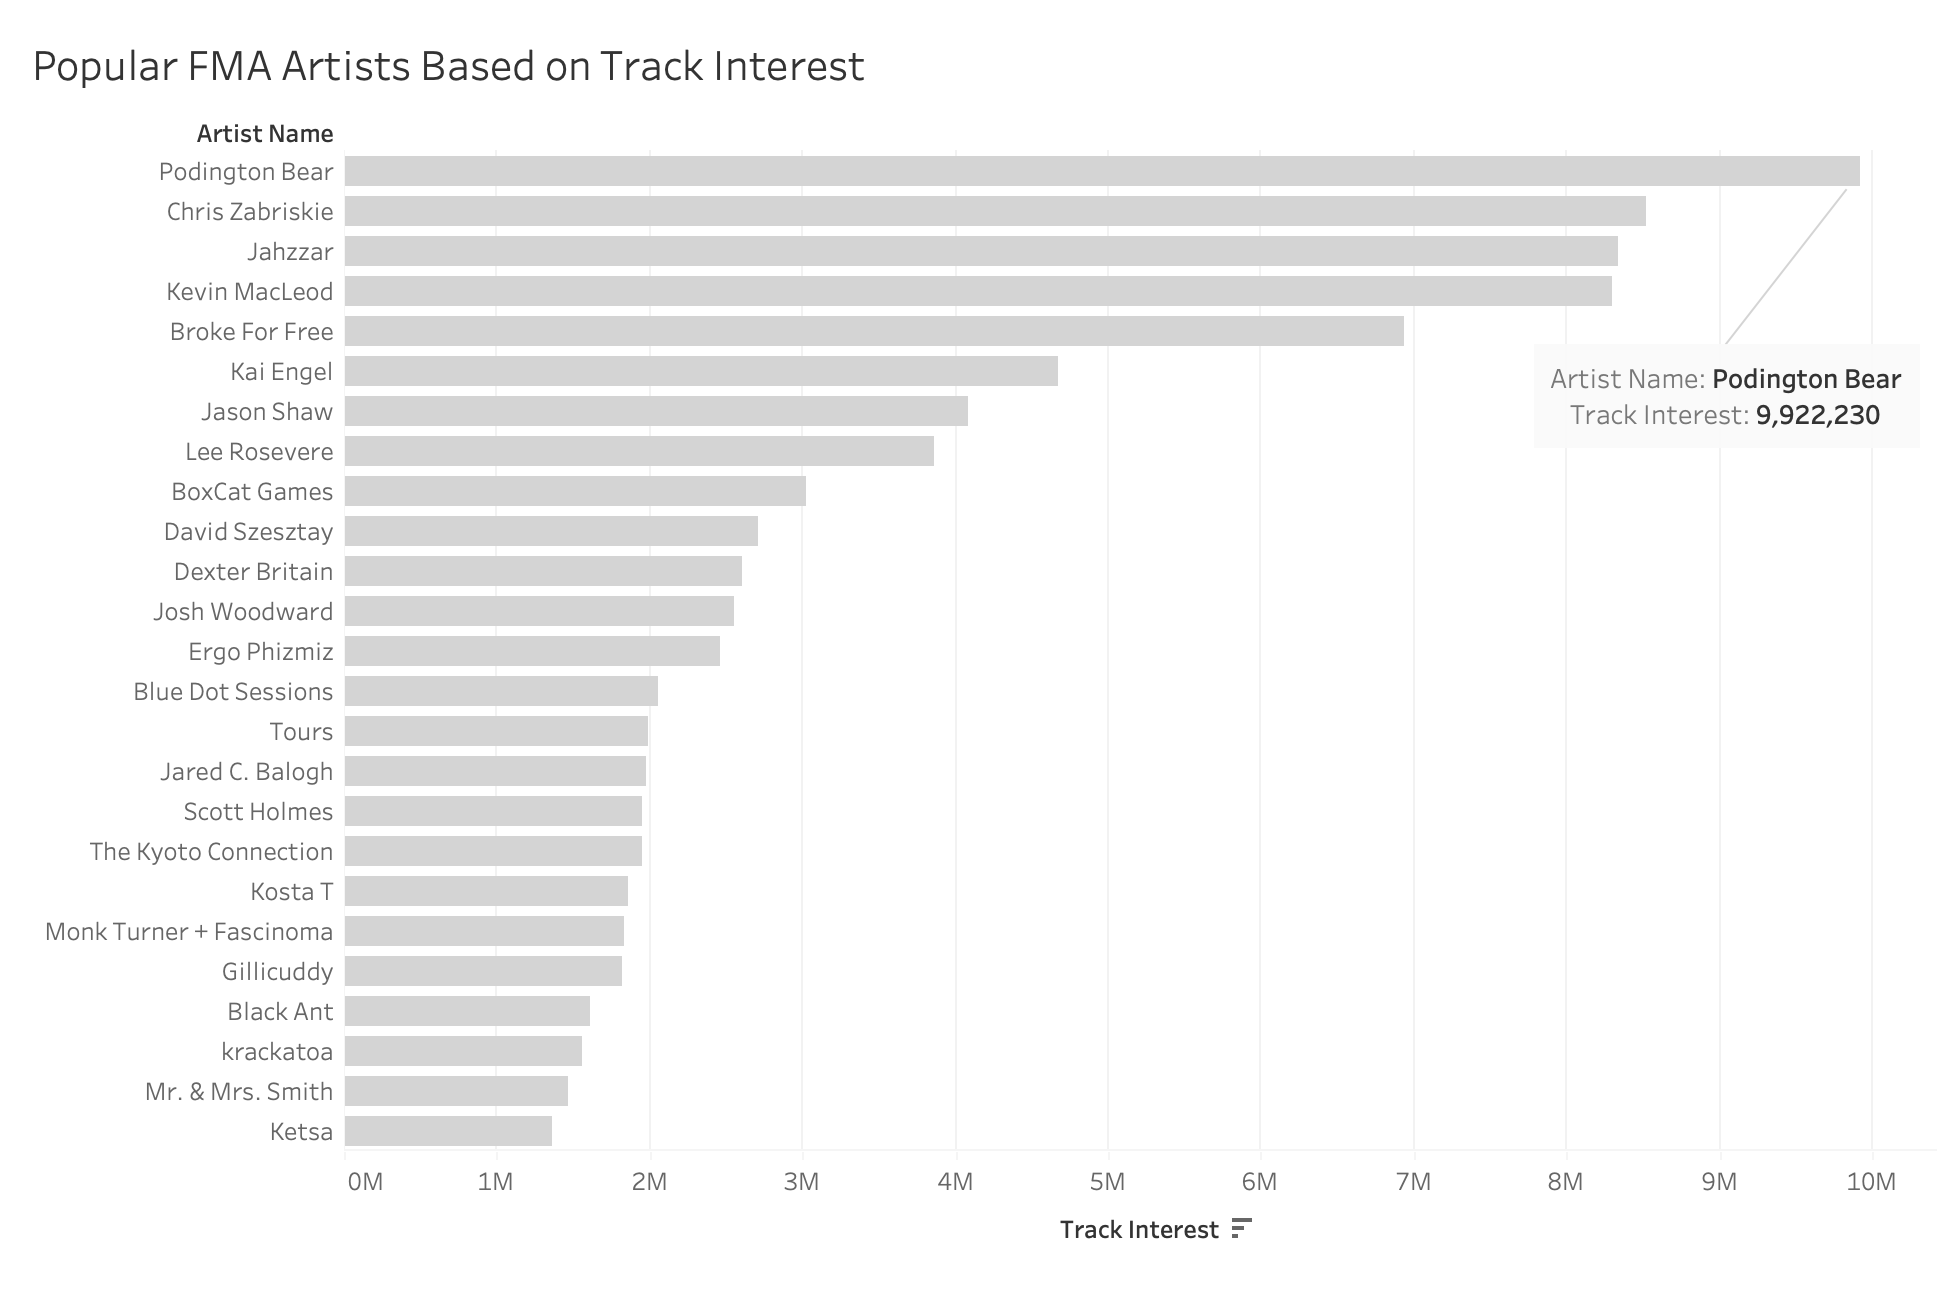 Popular FMA Artists Based on Track Interest
Artist Name
Podington Bear
Chris Zabriskie
Jahzzar
Kevin MacLeod
Broke For Free
Kai Engel
Artist Name: Podington Bear
Jason Shaw
Track Interest: 9,922,230
Lee Rosevere
BoxCat Games
David Szesztay
Dexter Britain
Josh Woodward
Ergo Phizmiz
Blue Dot Sessions
Tours
Jared C. Balogh
Scott Holmes
The Kyoto Connection
Kosta T
Monk Turner + Fascinoma
Gillicuddy
Black Ant
krackatoa
Mr. & Mrs. Smith
Ketsa
0M 1M 2M 3M 4M 5M 6M 7M 8M 9M 10M
Track Interest